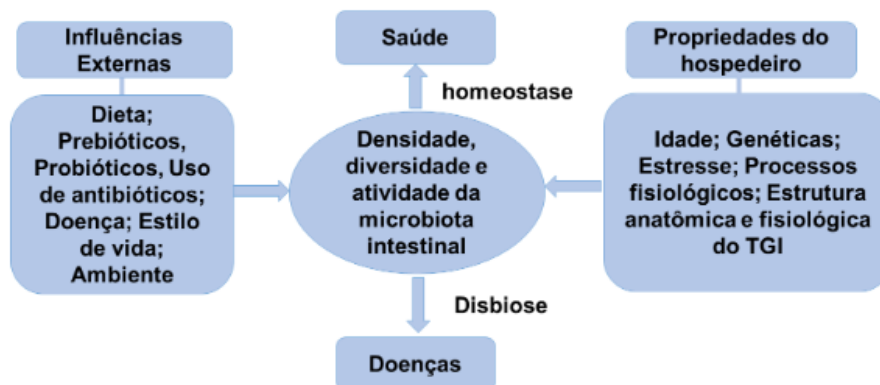 Influências
Externas
Dieta;
Prebióticos,
Probióticos, Uso
de antibióticos;
Doença; Estilo
de vida;
Ambiente
Saúde
homeostase
Densidade,
diversidade e
atividade da
microbiota
intestinal
Disbiose
Doenças
Propriedades do
hospedeiro
Idade; Genéticas;
Estresse; Processos
fisiológicos; Estrutura
anatômica e fisiológica
do TGI